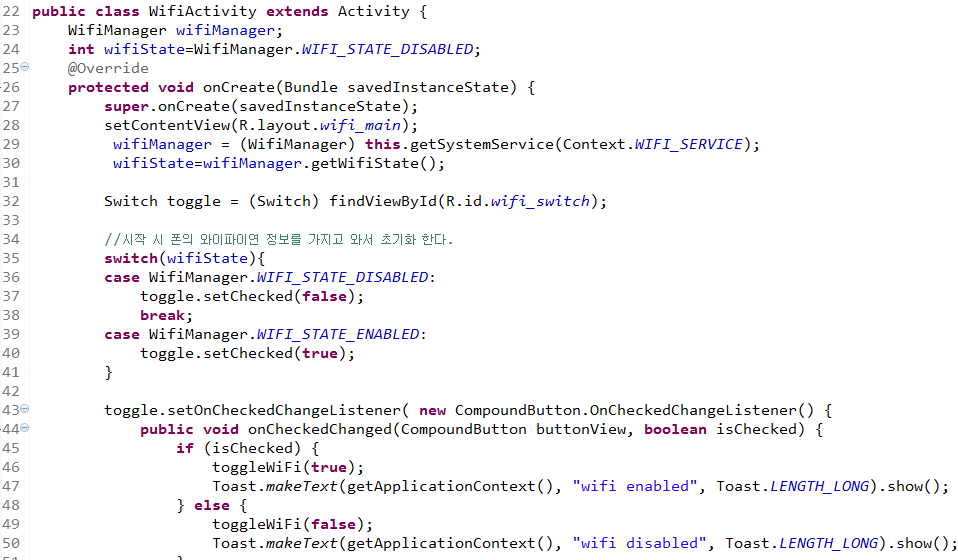 22 public class WifiActivity extends Activity {
23     WifiManager wifiManager;
24     int wifiState=WifiManager.WIFI_STATE_DISABLED;
25     @Override
26     protected void onCreate(Bundle savedInstanceState) {
27         super.onCreate(savedInstanceState);
28         setContentView(R.layout.wifi_main);
29          wifiManager = (WifiManager) this.getSystemService(Context.WIFI_SERVICE);
30          wifiState=wifiManager.getWifiState();
31
32         Switch toggle = (Switch) findViewById(R.id.wifi_switch);
33
34         //시작 시 폰의 와이파이연 정보를 가지고 와서 초기화 한다.
35         switch(wifiState){
36         case WifiManager.WIFI_STATE_DISABLED:
37             toggle.setChecked(false);
38             break;
39         case WifiManager.WIFI_STATE_ENABLED:
40             toggle.setChecked(true);
41         }
42
43         toggle.setOnCheckedChangeListener( new CompoundButton.OnCheckedChangeListener() {
44             public void onCheckedChanged(CompoundButton buttonView, boolean isChecked) {
45                 if (isChecked) {
46                     toggleWiFi(true);
47                     Toast.makeText(getApplicationContext(), "wifi enabled", Toast.LENGTH_LONG).show();
48                 } else {
49                     toggleWiFi(false);
50                     Toast.makeText(getApplicationContext(), "wifi disabled", Toast.LENGTH_LONG).show();